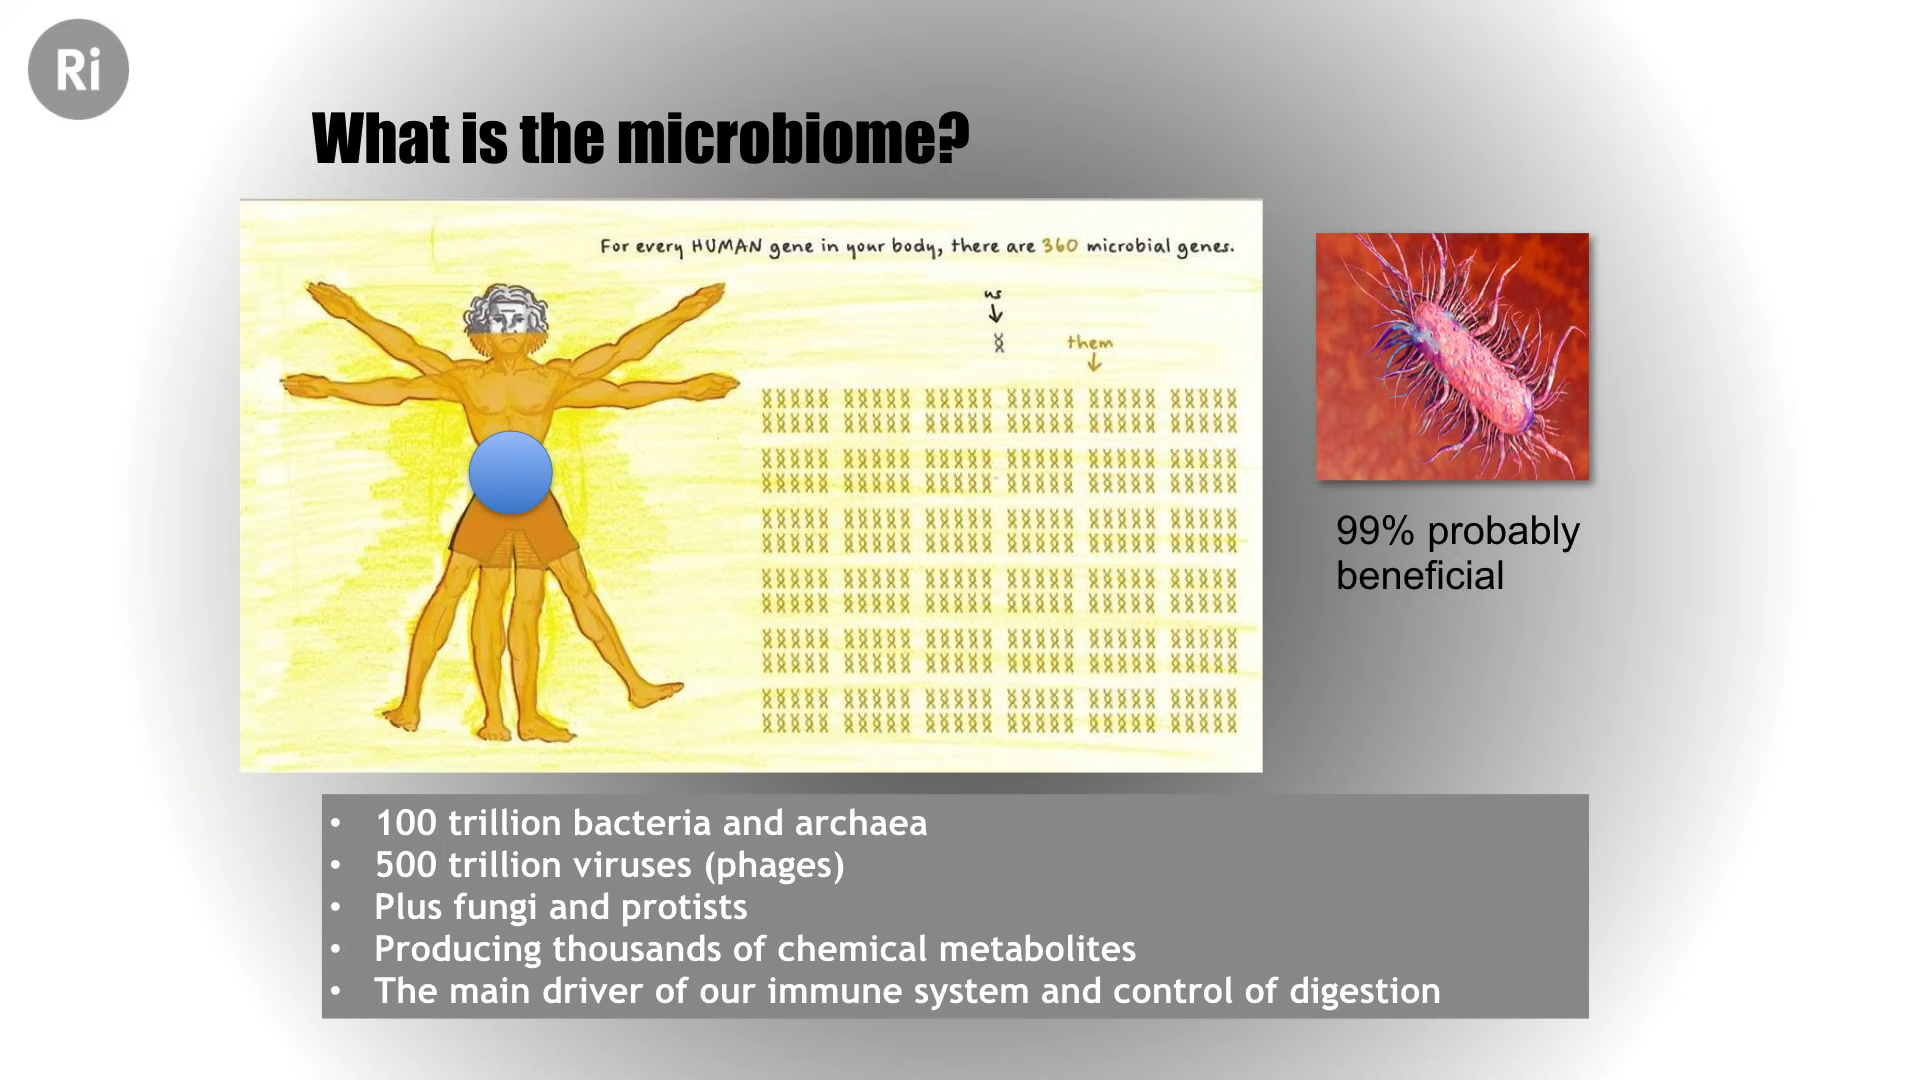 Ri
What is the microbiome?
For every HUMAN gene in your body, there are 360 microbial genes.
us
them
99% probably
beneficial
• 100 trillion bacteria and archaea
• 500 trillion viruses (phages)
• Plus fungi and protists
• Producing thousands of chemical metabolites
• The main driver of our immune system and control of digestion